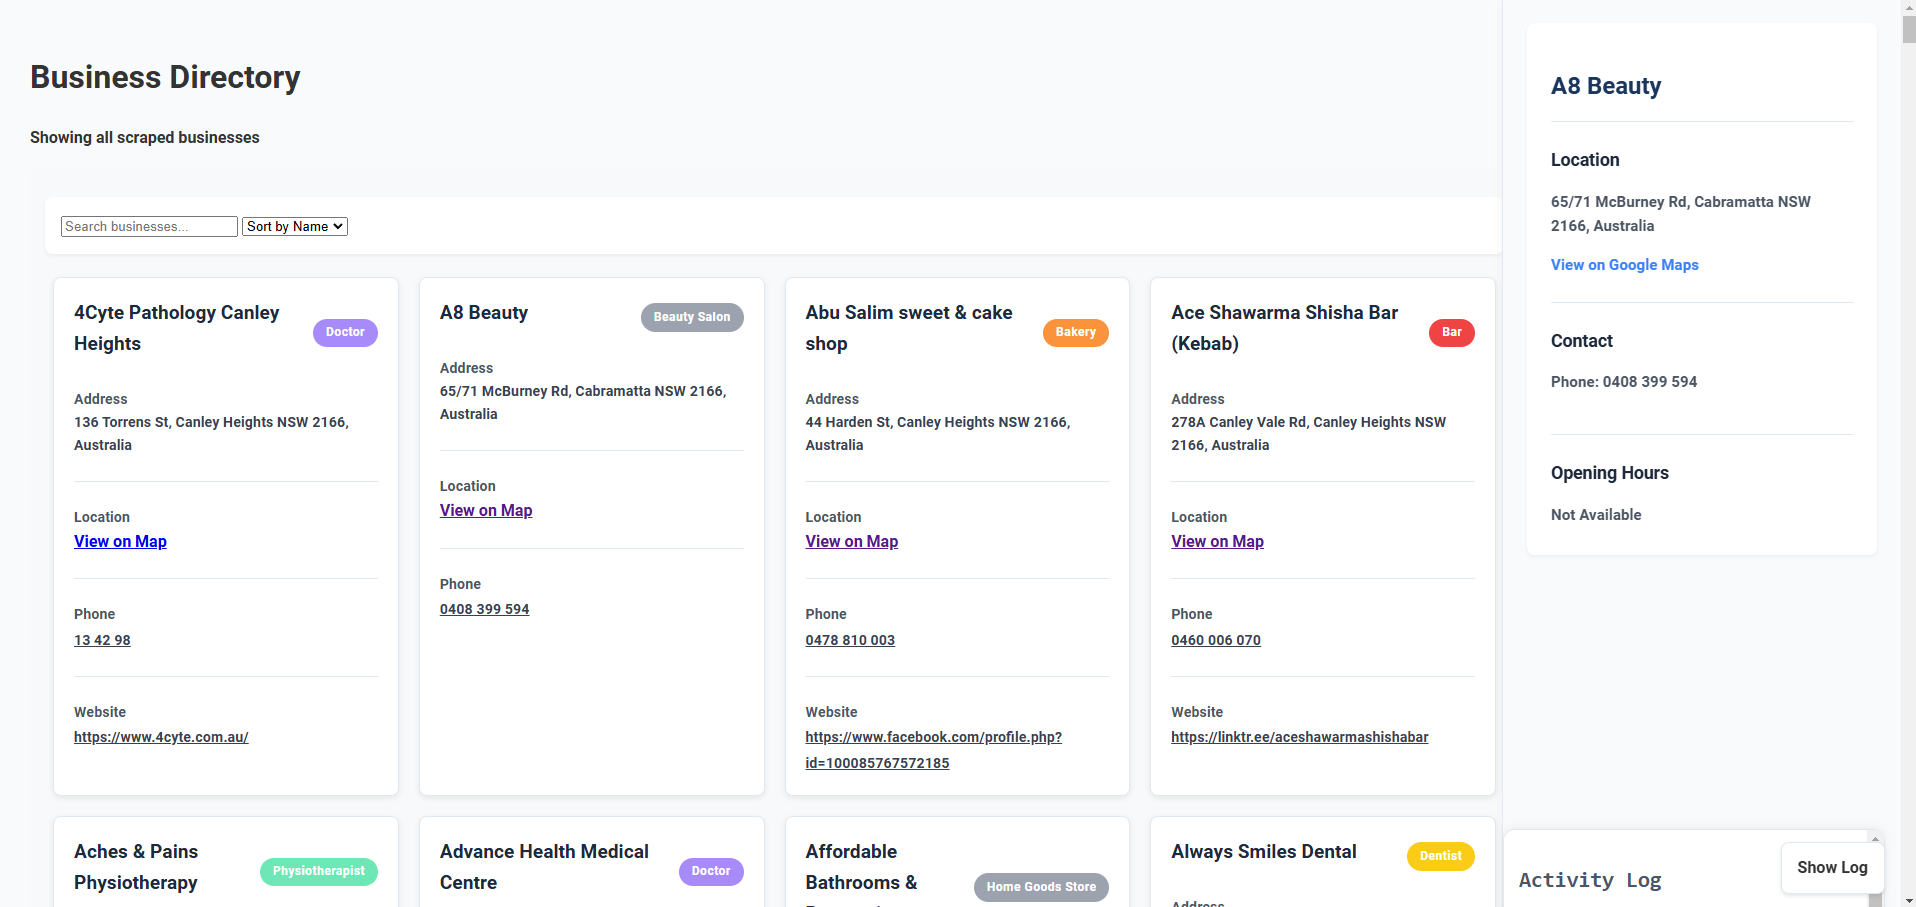 Business Directory
Showing all scraped businesses
Search businesses...
Sort by Name
4Cyte Pathology Canley
Heights
Doctor
Address
136 Torrens St, Canley Heights NSW 2166,
Australia
Location
View on Map
Phone
13 42 98
Website
https://www.4cyte.com.au/
A8 Beauty
Beauty Salon
Address
65/71 McBurney Rd, Cabramatta NSW 2166,
Australia
Location
View on Map
Phone
0408 399 594
Abu Salim sweet & cake
shop
Bakery
Address
44 Harden St, Canley Heights NSW 2166,
Australia
Location
View on Map
Phone
0478 810 003
Website
https://www.facebook.com/profile.php?
id=100085767572185
Ace Shawarma Shisha Bar
(Kebab)
Bar
Address
278A Canley Vale Rd, Canley Heights NSW
2166, Australia
Location
View on Map
Phone
0460 006 070
Website
https://linktr.ee/aceshawarmashishabar
Aches & Pains
Physiotherapy
Physiotherapist
Advance Health Medical
Centre
Doctor
Affordable
Bathrooms &
Home Goods Store
Always Smiles Dental
Dentist
Address
A8 Beauty
Location
65/71 McBurney Rd, Cabramatta NSW
2166, Australia
View on Google Maps
Contact
Phone: 0408 399 594
Opening Hours
Not Available
Activity Log
Show Log